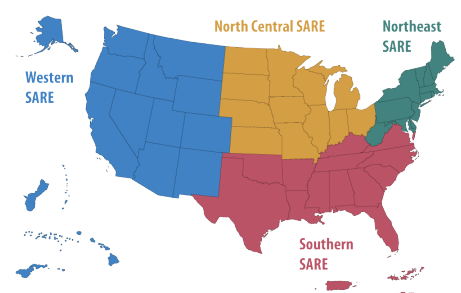 North Central SARE
Northeast
SARE
Western
SARE
Southern
SARE